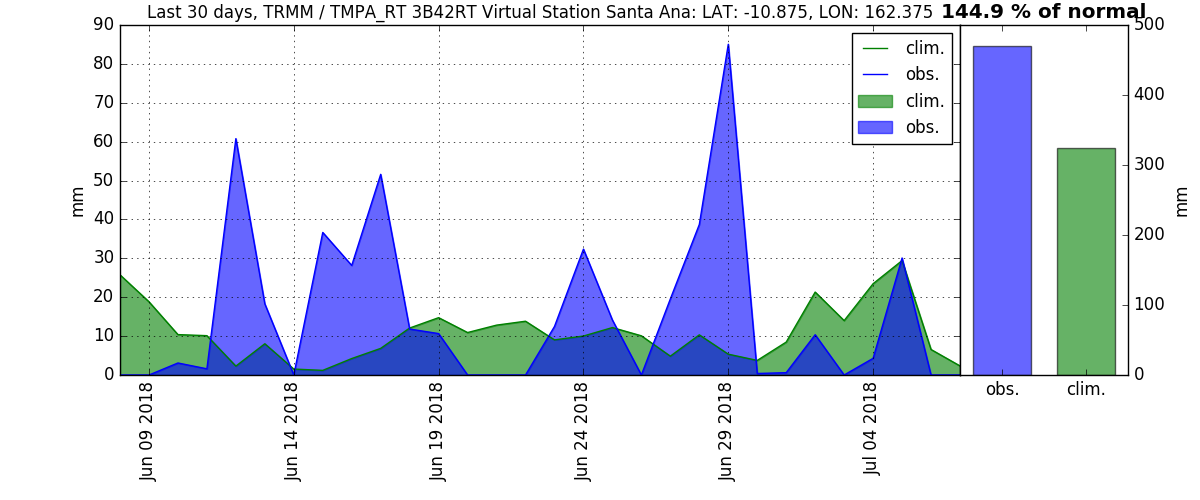 Last 30 days, TRMM / TMPA_RT 3B42RT Virtual Station Santa Ana: LAT: -10.875, LON: 162.375 144.9 % of normal
90
80
70
60
50
40
30
20
10
0
mm
clim.
obs.
clim.
obs.
Jun 09 2018
Jun 14 2018
Jun 19 2018
Jun 24 2018
Jun 29 2018
Jul 04 2018
500
400
300
200
100
0
mm
obs.
clim.